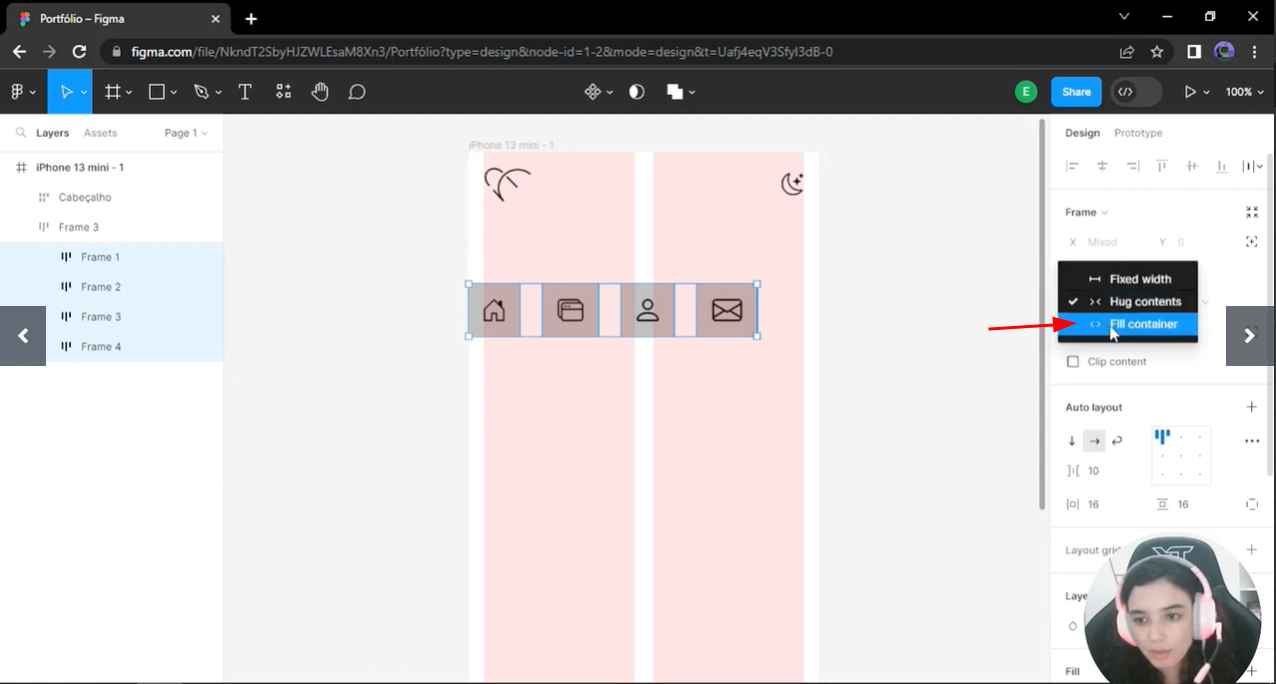 Portfólio – Figma
figma.com/file/NkndT2SbyHJZWLEsaM8Xn3/Portfólio?type=design&node-id=1-2&mode=design&t=Uafj4eqV3SfyI3dB-0
E
Share
100%
Layers
Assets
Page 1
iPhone 13 mini - 1
Cabeçalho
Frame 3
Frame 1
Frame 2
Frame 3
Frame 4
iPhone 13 mini - 1
Design
Prototype
Frame
X Mixed
Y 0
Fixed width
Hug contents
Fill container
Clip content
Auto layout
10
16
16
Layout grid
Laye
Fill